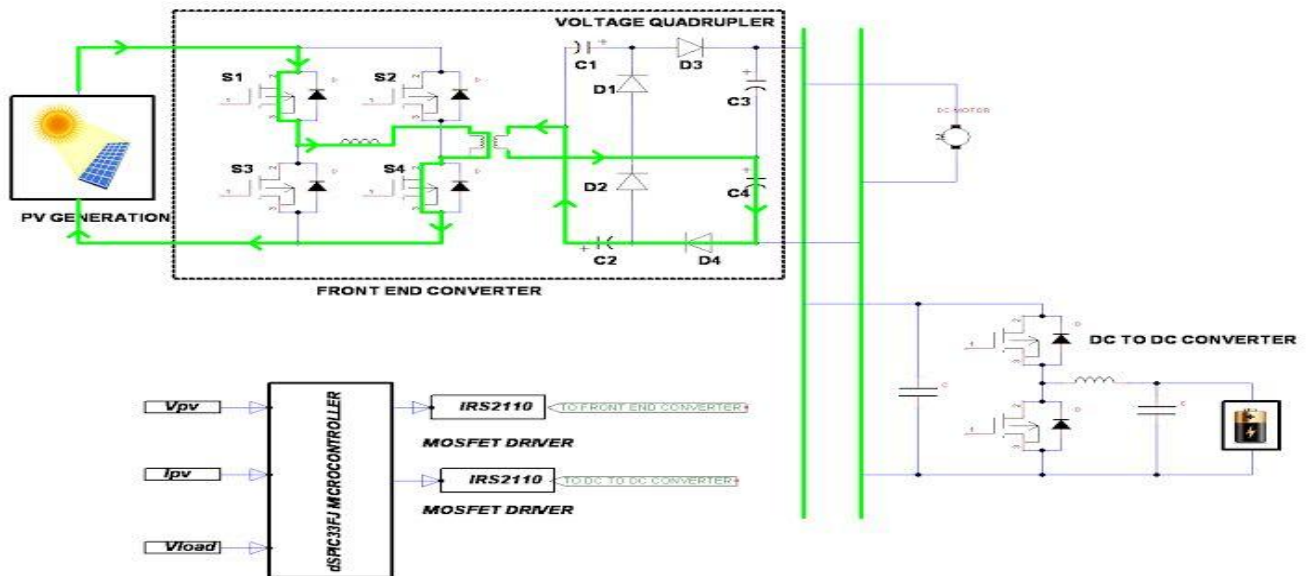 VOLTAGE QUADRUPLER
C1
D3
S1
S2
D1
C3
DC MOTOR
S3
S4
D2
C4
PV GENERATION
C2
D4
FRONT END CONVERTER
DC TO DC CONVERTER
Vpv
IRS2110
TO FRONT END CONVERTER
MOSFET DRIVER
Ipv
IRS2110
TO DC TO DC CONVERTER
MOSFET DRIVER
Vload
dSPIC33FJ MICROCONTROLLER